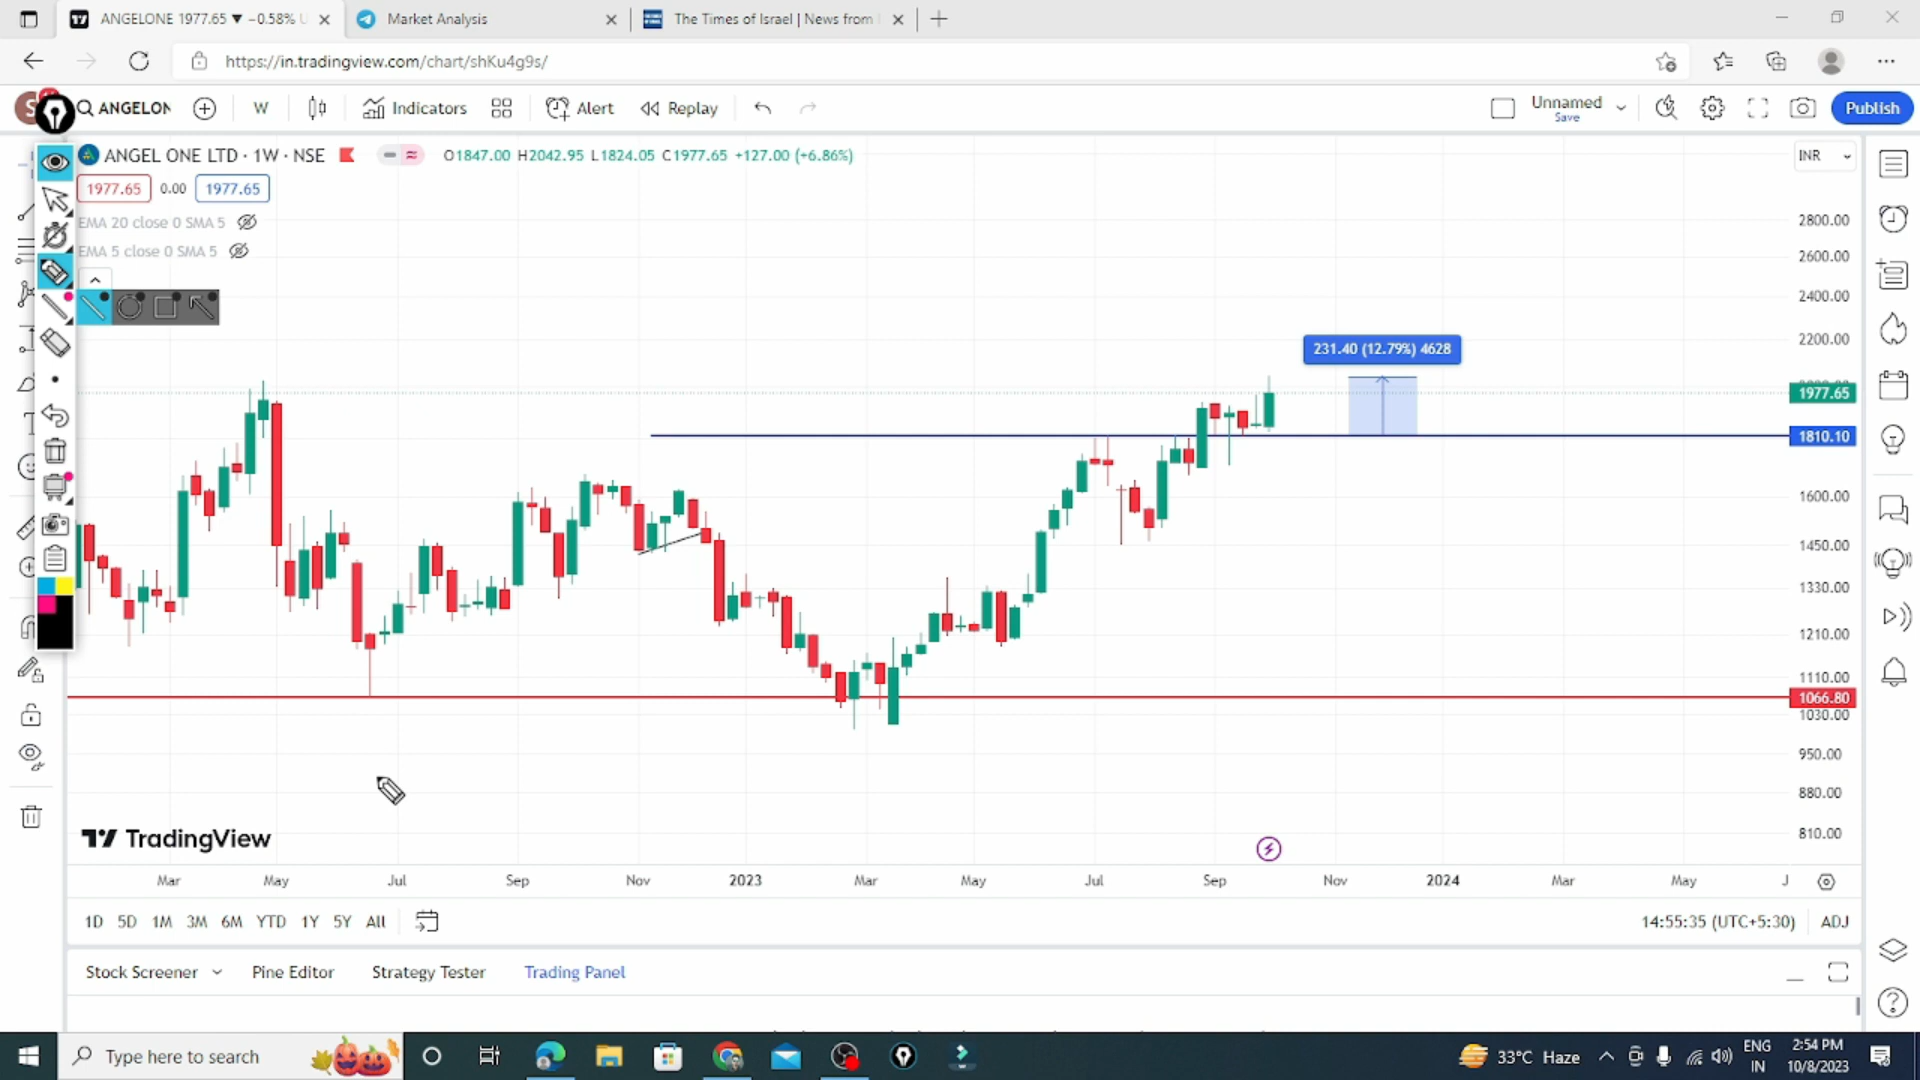 ANGELONE 1977.65 ▼ −0.58% U
Market Analysis
The Times of Israel | News from
https://in.tradingview.com/chart/shKu4g9s/
S
ANGELON
W
Indicators
Alert
Replay
Unnamed
Save
Publish
ANGEL ONE LTD · 1W · NSE
O1847.00 H2042.95 L1824.05 C1977.65 +127.00 (+6.86%)
INR
1977.65 0.00 1977.65
EMA 20 close 0 SMA 5
EMA 5 close 0 SMA 5
2800.00
2600.00
2400.00
2200.00
231.40 (12.79%) 4628
1977.65
1810.10
1600.00
1450.00
1330.00
1210.00
1110.00
1066.80
1030.00
950.00
880.00
810.00
TradingView
Mar May Jul Sep Nov 2023 Mar May Jul Sep Nov 2024 Mar May J
1D 5D 1M 3M 6M YTD 1Y 5Y All
14:55:35 (UTC+5:30) ADJ
Stock Screener Pine Editor Strategy Tester Trading Panel
Type here to search
33°C Haze
ENG
IN
2:54 PM
10/8/2023